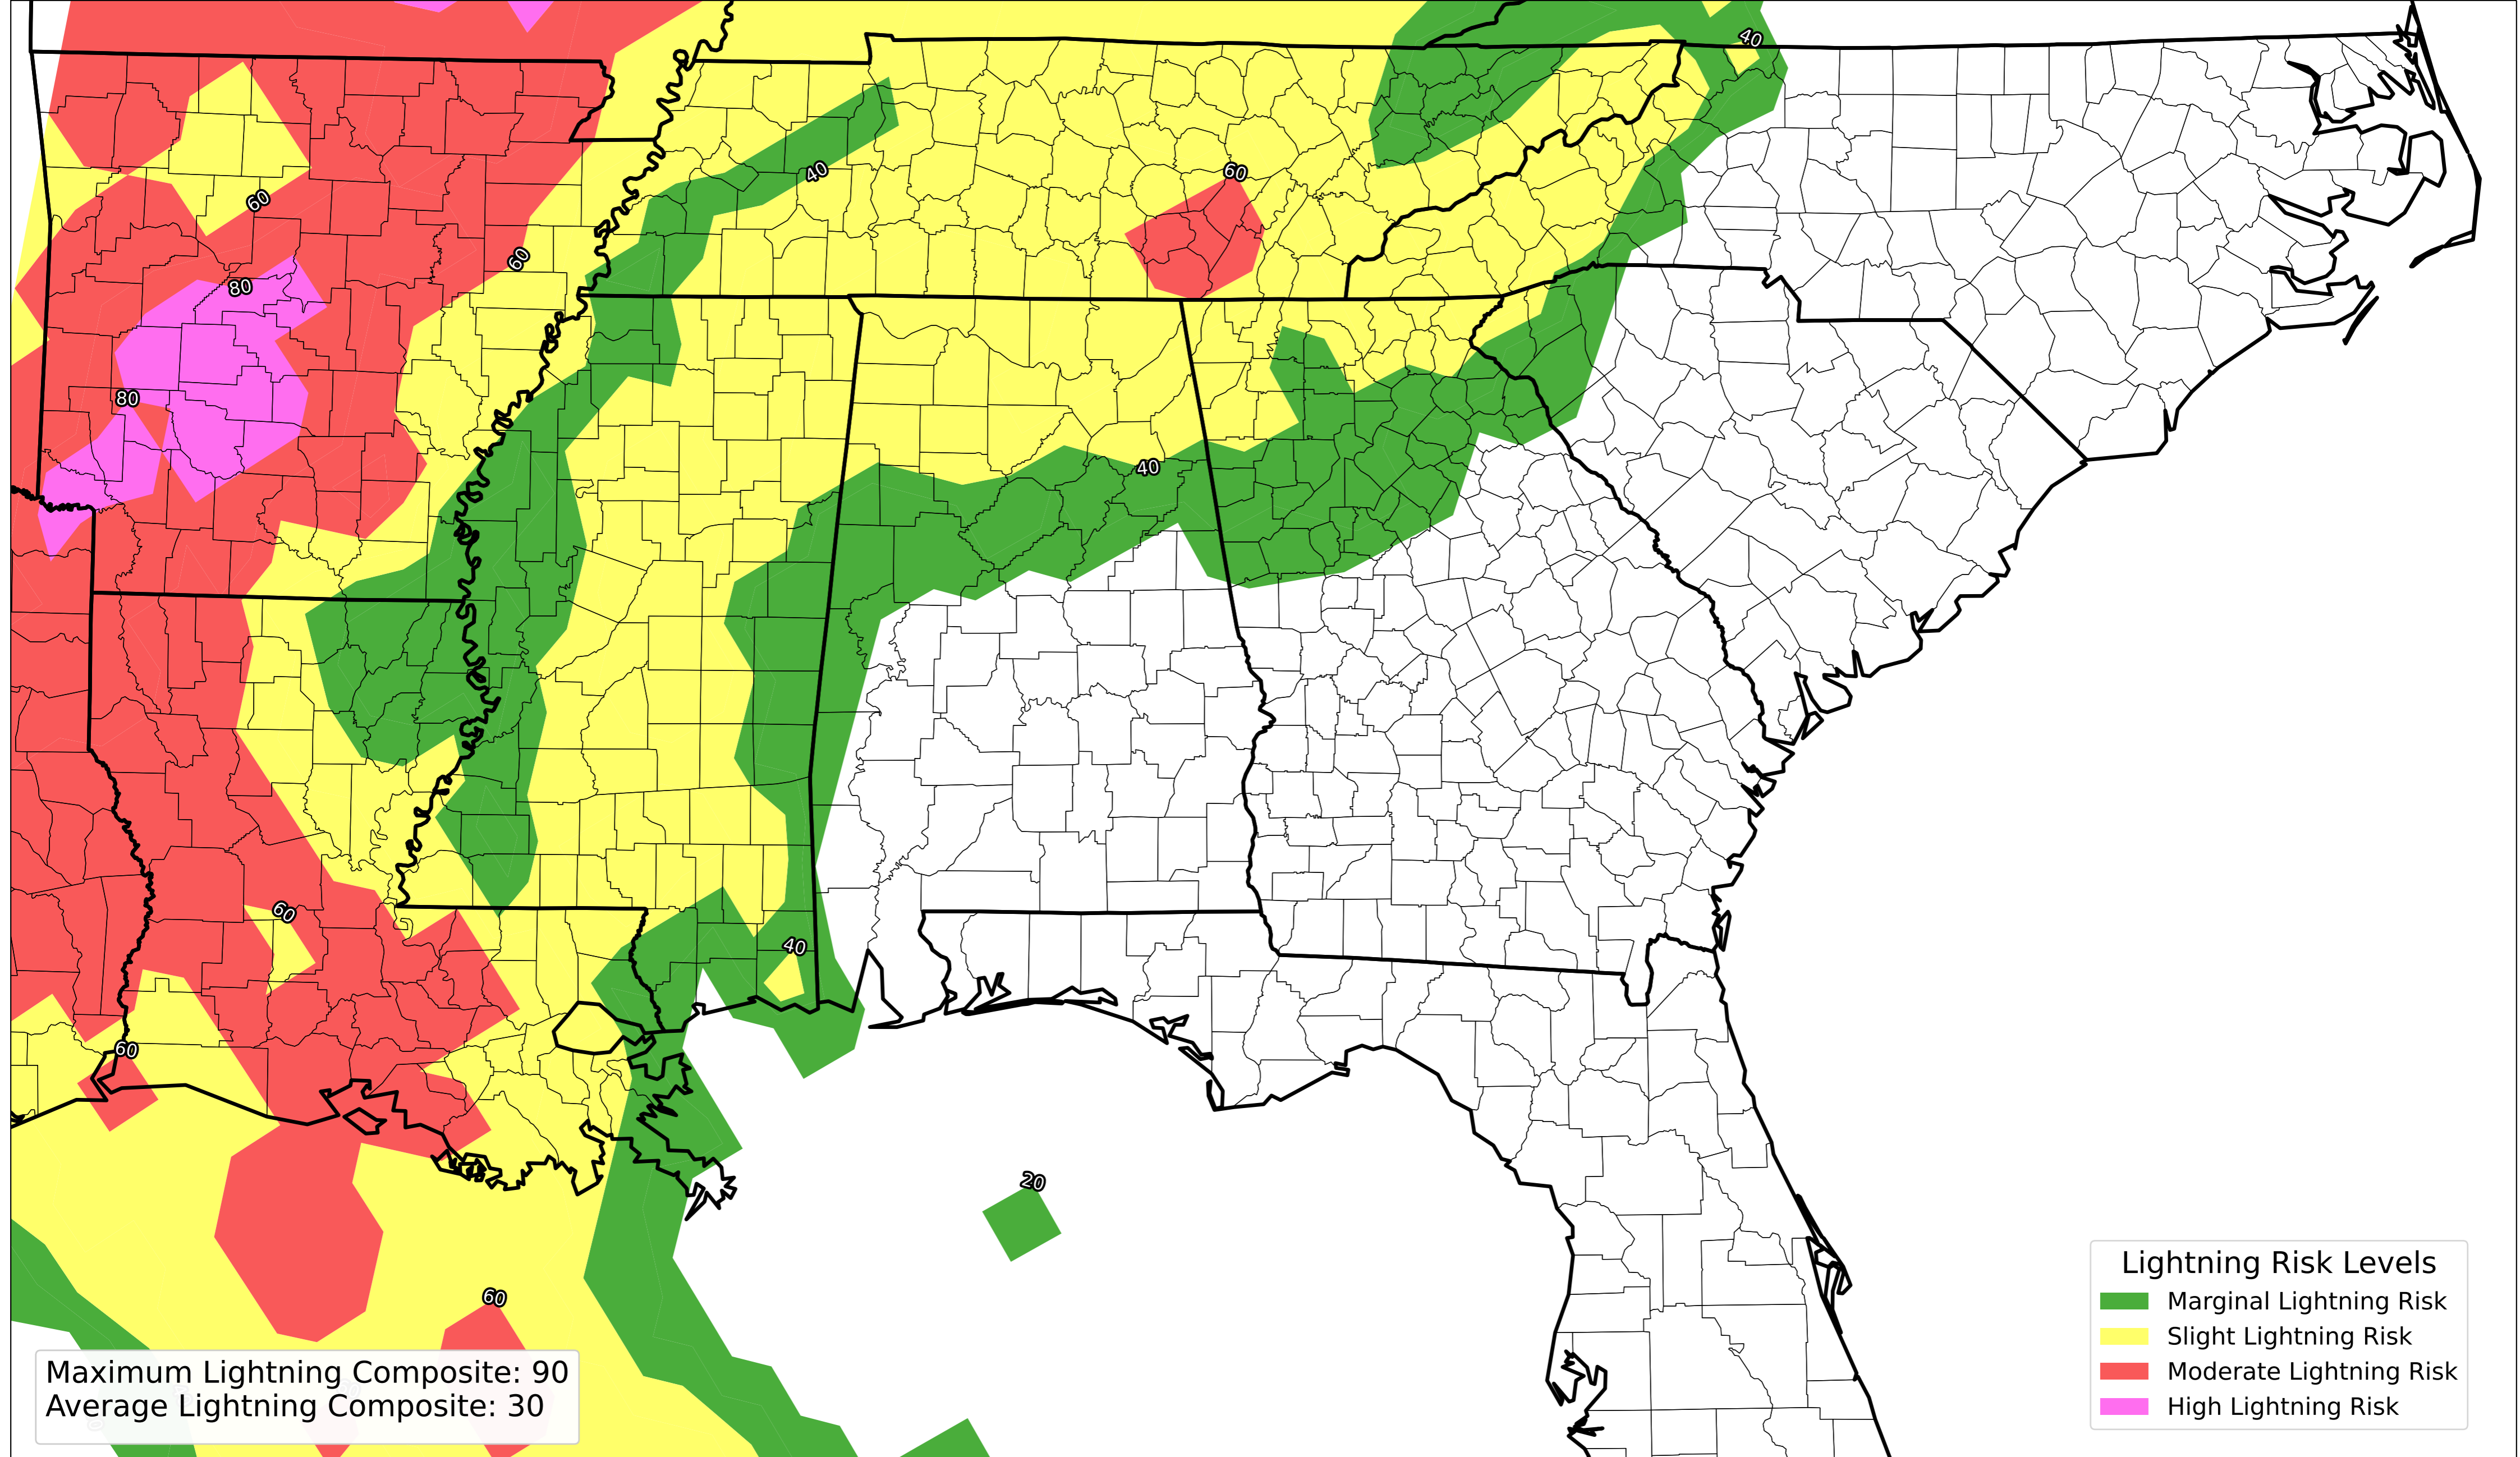 40
40
60
60
60
80
80
40
60
40
60
20
60
Lightning Risk Levels
Marginal Lightning Risk
Slight Lightning Risk
Moderate Lightning Risk
High Lightning Risk
Maximum Lightning Composite: 90
Average Lightning Composite: 30